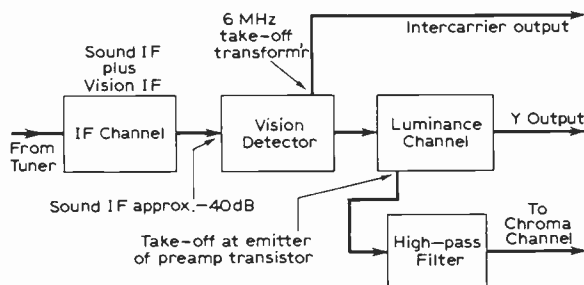 6 MHz
take-off
transform'r
Intercarrier output
Sound IF
plus
Vision IF
IF Channel
From
Tuner
Vision
Detector
Luminance
Channel
Y Output
Sound IF approx.-40dB
Take-off at emitter
of preamp transistor
High-pass
Filter
To
Chroma
Channel